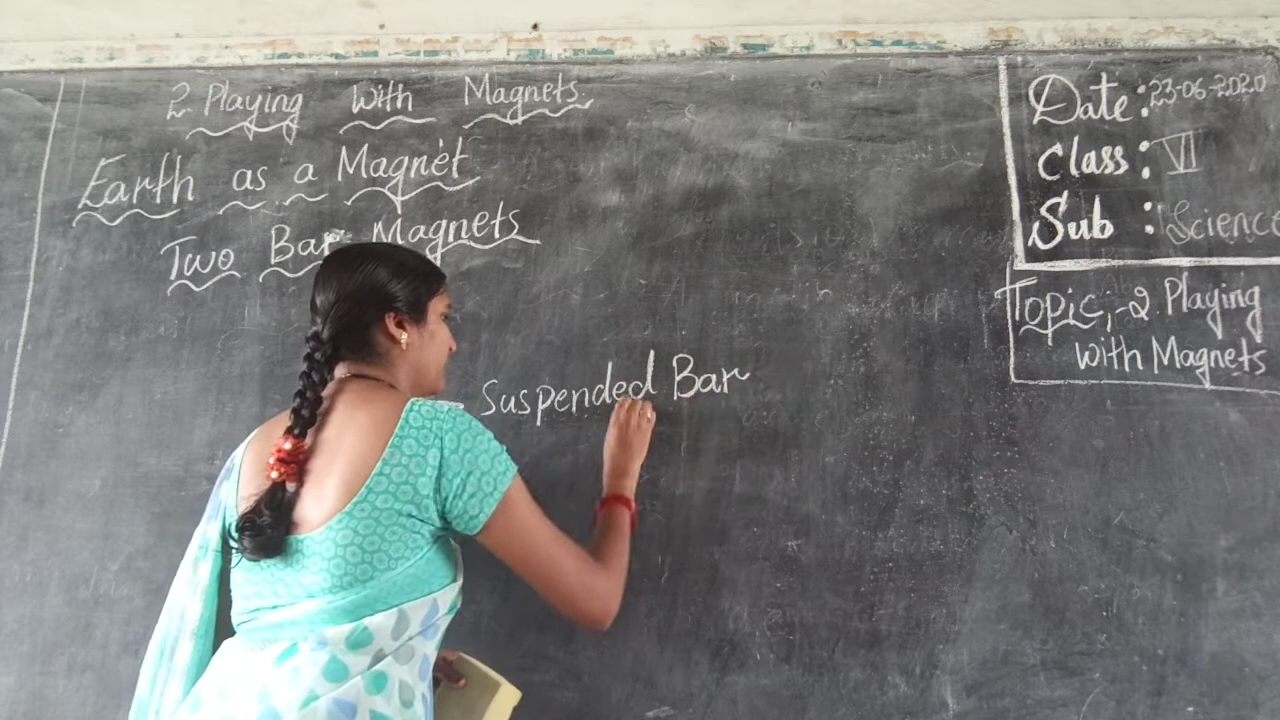 2. Playing With Magnets.
Earth as a Magnet
Two Bar Magnets
Suspended Bar
Date: 23-06-2020
Class: VI
Sub : Science
Topic,-2 Playing
with Magnets